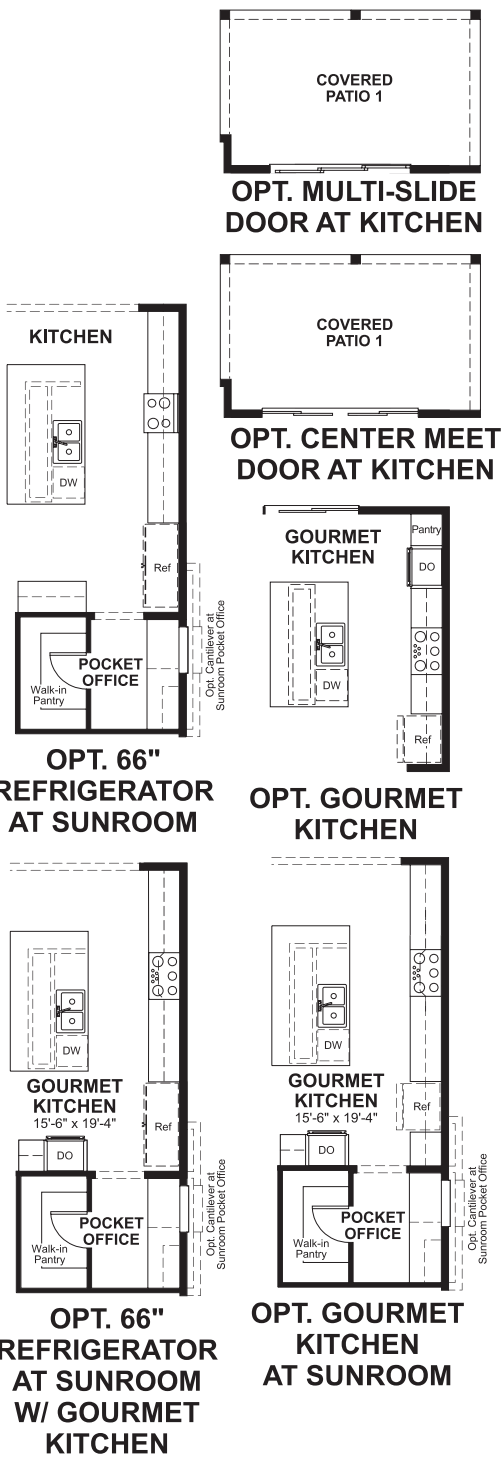 COVERED
PATIO 1
OPT. MULTI-SLIDE
DOOR AT KITCHEN
COVERED
PATIO 1
OPT. CENTER MEET
DOOR AT KITCHEN
KITCHEN
DW
Ref
POCKET
OFFICE
Walk-in
Pantry
Opt. Cantilever at
Sunroom Pocket Office
OPT. 66"
REFRIGERATOR
AT SUNROOM
GOURMET
KITCHEN
Pantry
DO
DW
Ref
OPT. GOURMET
KITCHEN
DW
GOURMET
KITCHEN
15'-6" x 19'-4"
Ref
DO
POCKET
OFFICE
Walk-in
Pantry
Opt. Cantilever at
Sunroom Pocket Office
OPT. 66"
REFRIGERATOR
AT SUNROOM
W/ GOURMET
KITCHEN
DW
GOURMET
KITCHEN
15'-6" x 19'-4"
Ref
DO
POCKET
OFFICE
Walk-in
Pantry
Opt. Cantilever at
Sunroom Pocket Office
OPT. GOURMET
KITCHEN
AT SUNROOM